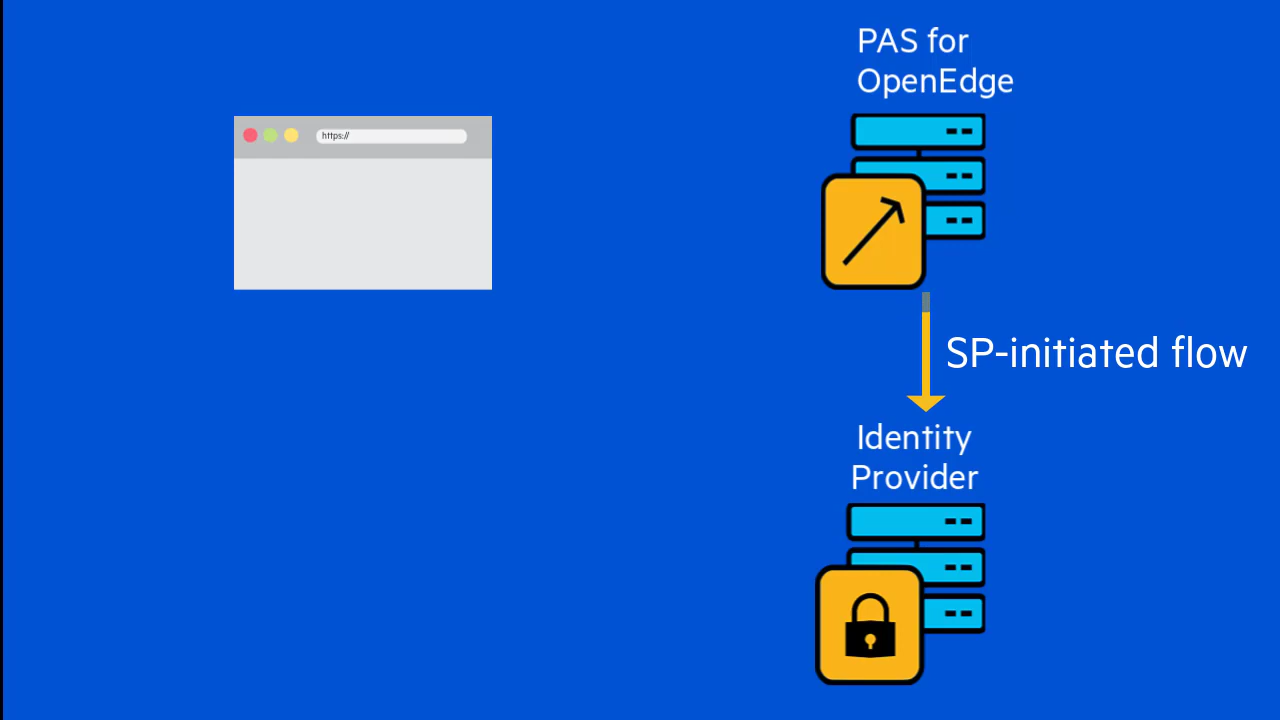 PAS for
OpenEdge
https://
SP-initiated flow
Identity
Provider